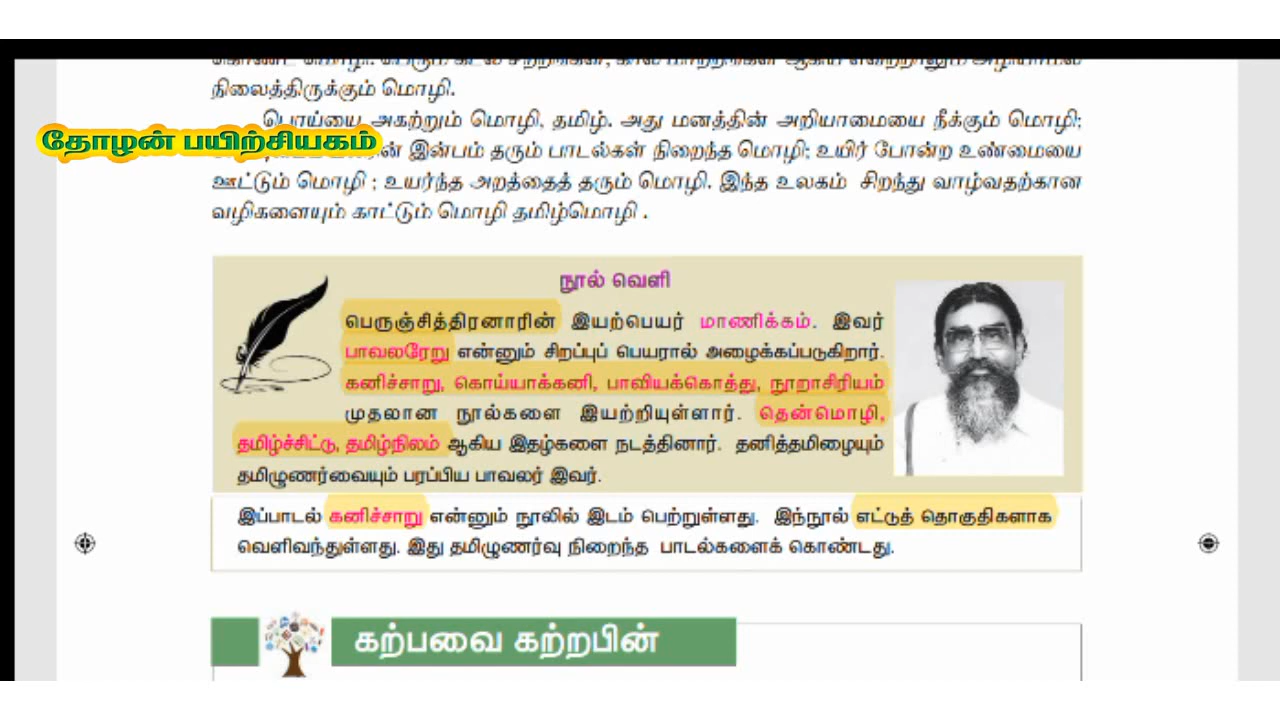 நிலைத்திருக்கும் மொழி.
பொய்யை அகற்றும் மொழி, தமிழ். அது மனத்தின் அறியாமையை நீக்கும் மொழி;
தோழன் பயிற்சியகம்
இன்பம் தரும் பாடல்கள் நிறைந்த மொழி; உயிர் போன்ற உண்மையை
ஊட்டும் மொழி ; உயர்ந்த அறத்தைத் தரும் மொழி. இந்த உலகம் சிறந்து வாழ்வதற்கான
வழிகளையும் காட்டும் மொழி தமிழ்மொழி .
நூல் வெளி
பெருஞ்சித்திரனாரின் இயற்பெயர் மாணிக்கம். இவர்
பாவலரேறு என்னும் சிறப்புப் பெயரால் அழைக்கப்படுகிறார்.
கனிச்சாறு, கொய்யாக்கனி, பாவியக்கொத்து, நூறாசிரியம்
முதலான நூல்களை இயற்றியுள்ளார். தென்மொழி,
தமிழ்ச்சிட்டு, தமிழ்நிலம் ஆகிய இதழ்களை நடத்தினார். தனித்தமிழையும்
தமிழுணர்வையும் பரப்பிய பாவலர் இவர்.
இப்பாடல் கனிச்சாறு என்னும் நூலில் இடம் பெற்றுள்ளது. இந்நூல் எட்டுத் தொகுதிகளாக
வெளிவந்துள்ளது. இது தமிழுணர்வு நிறைந்த பாடல்களைக் கொண்டது.
கற்பவை கற்றபின்